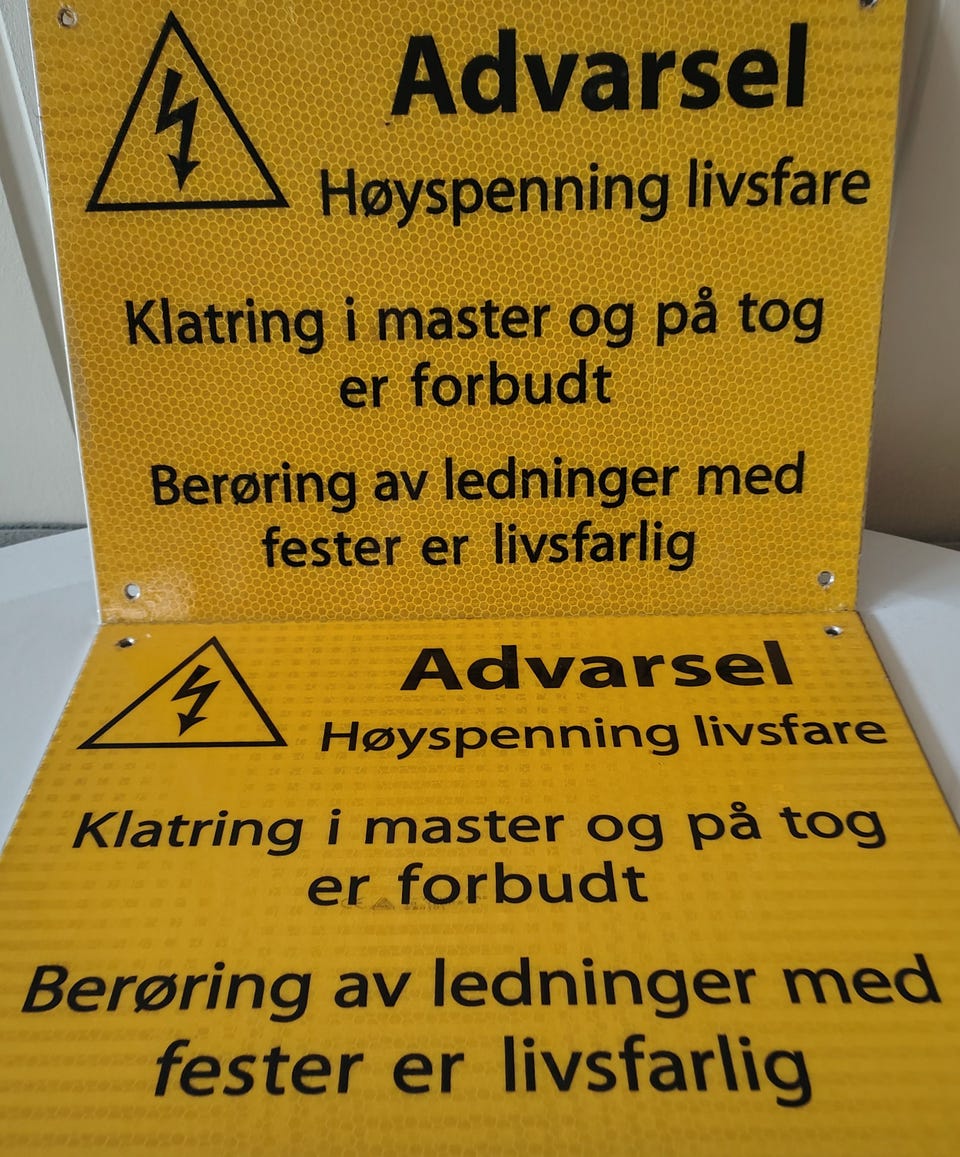 Advarsel
Høyspenning livsfare
Klatring i master og på tog
er forbudt
Berøring av ledninger med
fester er livsfarlig
Advarsel
Høyspenning livsfare
Klatring i master og på tog
er forbudt
Berøring av ledninger med
fester er livsfarlig